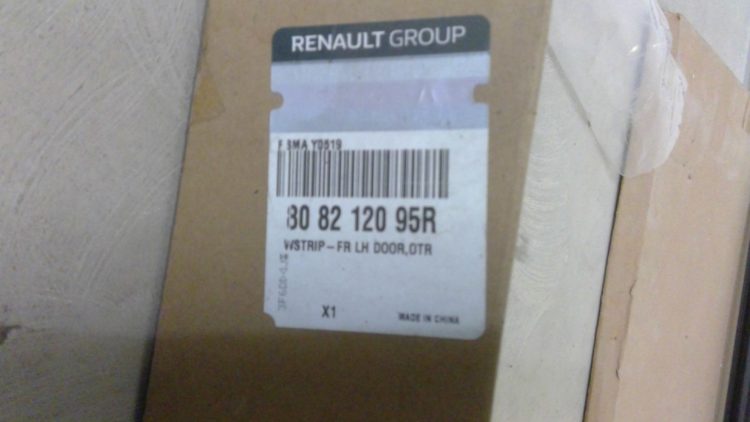 RENAULT GROUP
80 82 120 95R
WSTRIP-FR LH DOOR,OTR
X1
MADE IN CHINA